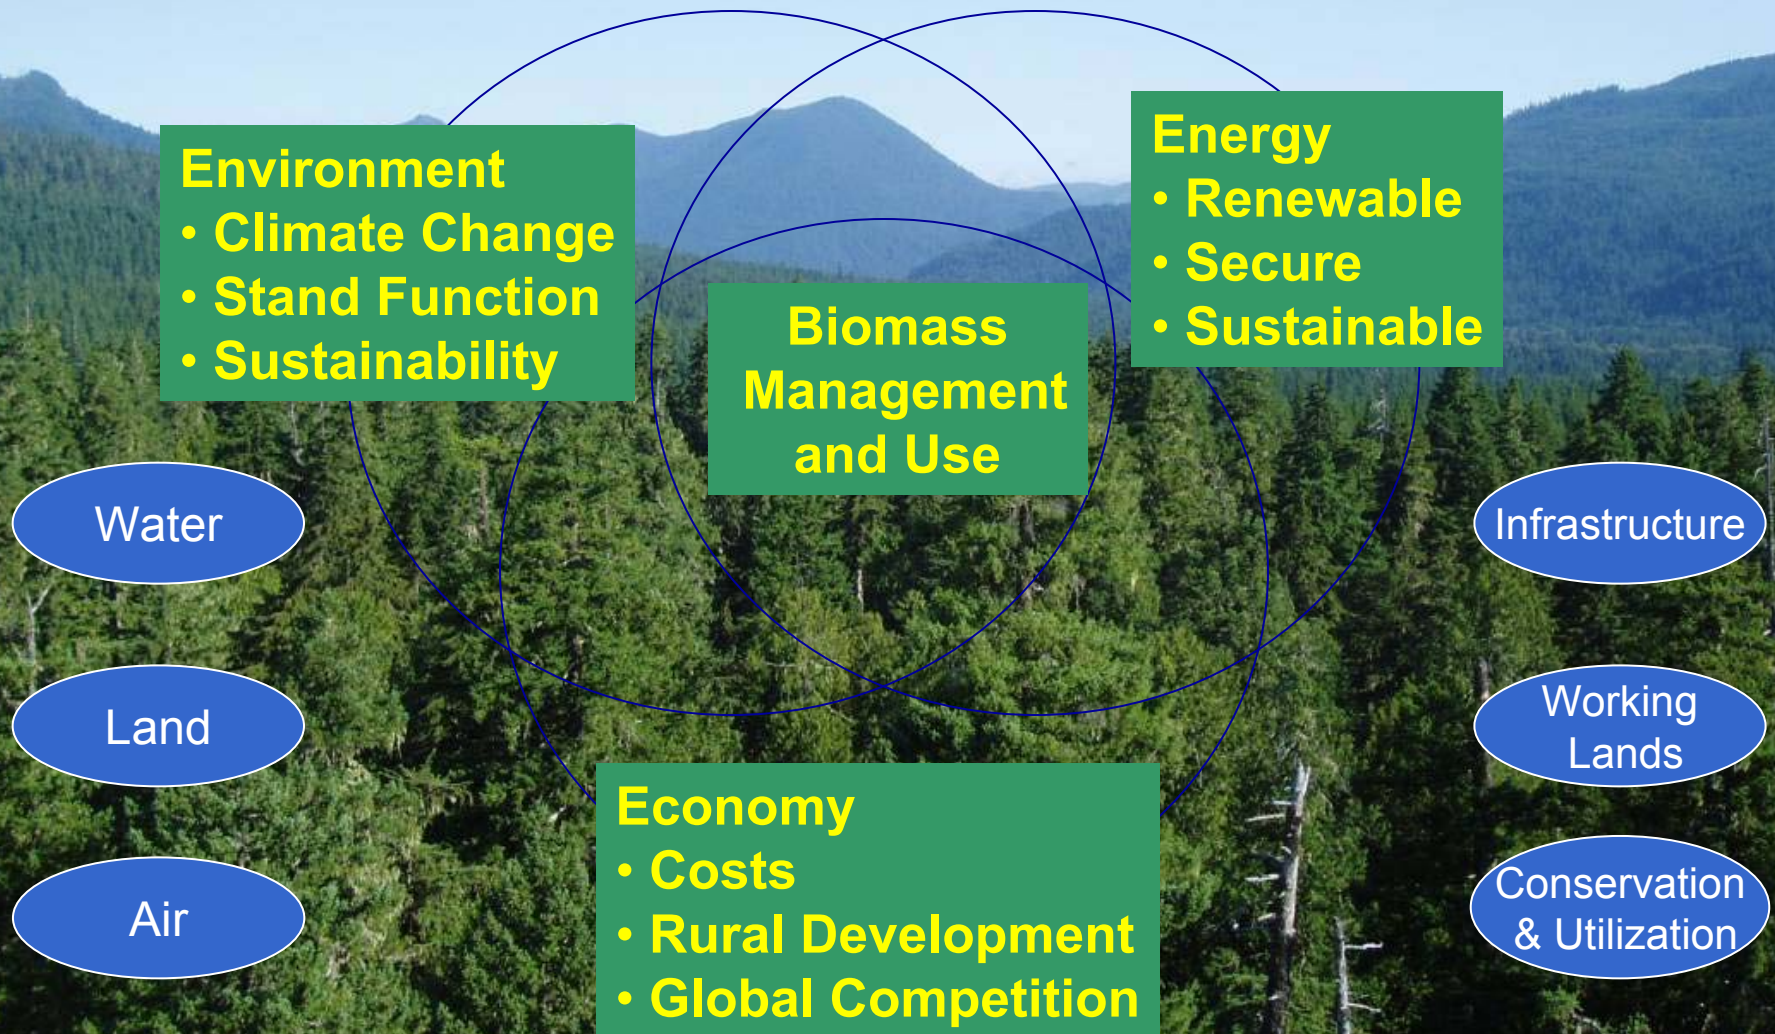 Environment
• Climate Change
• Stand Function
• Sustainability
Energy
• Renewable
• Secure
• Sustainable
Biomass
Management
and Use
Water
Land
Air
Infrastructure
Working
Lands
Conservation
& Utilization
Economy
• Costs
• Rural Development
• Global Competition